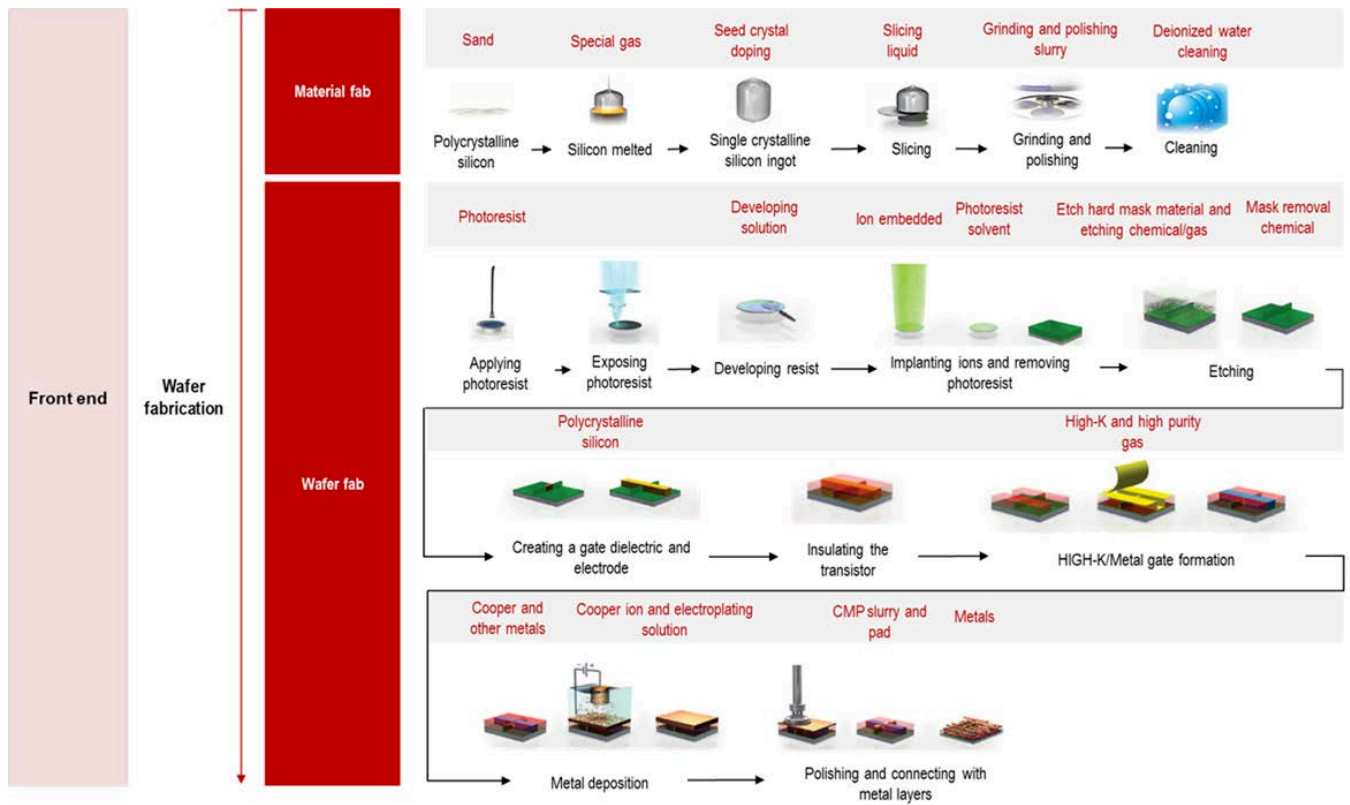 Front end
Wafer
fabrication
Material fab
Sand
Special gas
Seed crystal
doping
Slicing
liquid
Grinding and polishing
slurry
Deionized water
cleaning
Polycrystalline
silicon
Silicon melted
Single crystalline
silicon ingot
Slicing
Grinding and
polishing
Cleaning
Wafer fab
Photoresist
Developing
solution
Ion embedded
Photoresist
solvent
Etch hard mask material and
etching chemical/gas
Mask removal
chemical
Applying
photoresist
Exposing
photoresist
Developing resist
Implanting ions and removing
photoresist
Etching
Polycrystalline
silicon
High-K and high purity
gas
Creating a gate dielectric and
electrode
Insulating the
transistor
HIGH-K/Metal gate formation
Cooper and
other metals
Cooper ion and electroplating
solution
CMP slurry and
pad
Metals
Metal deposition
Polishing and connecting with
metal layers